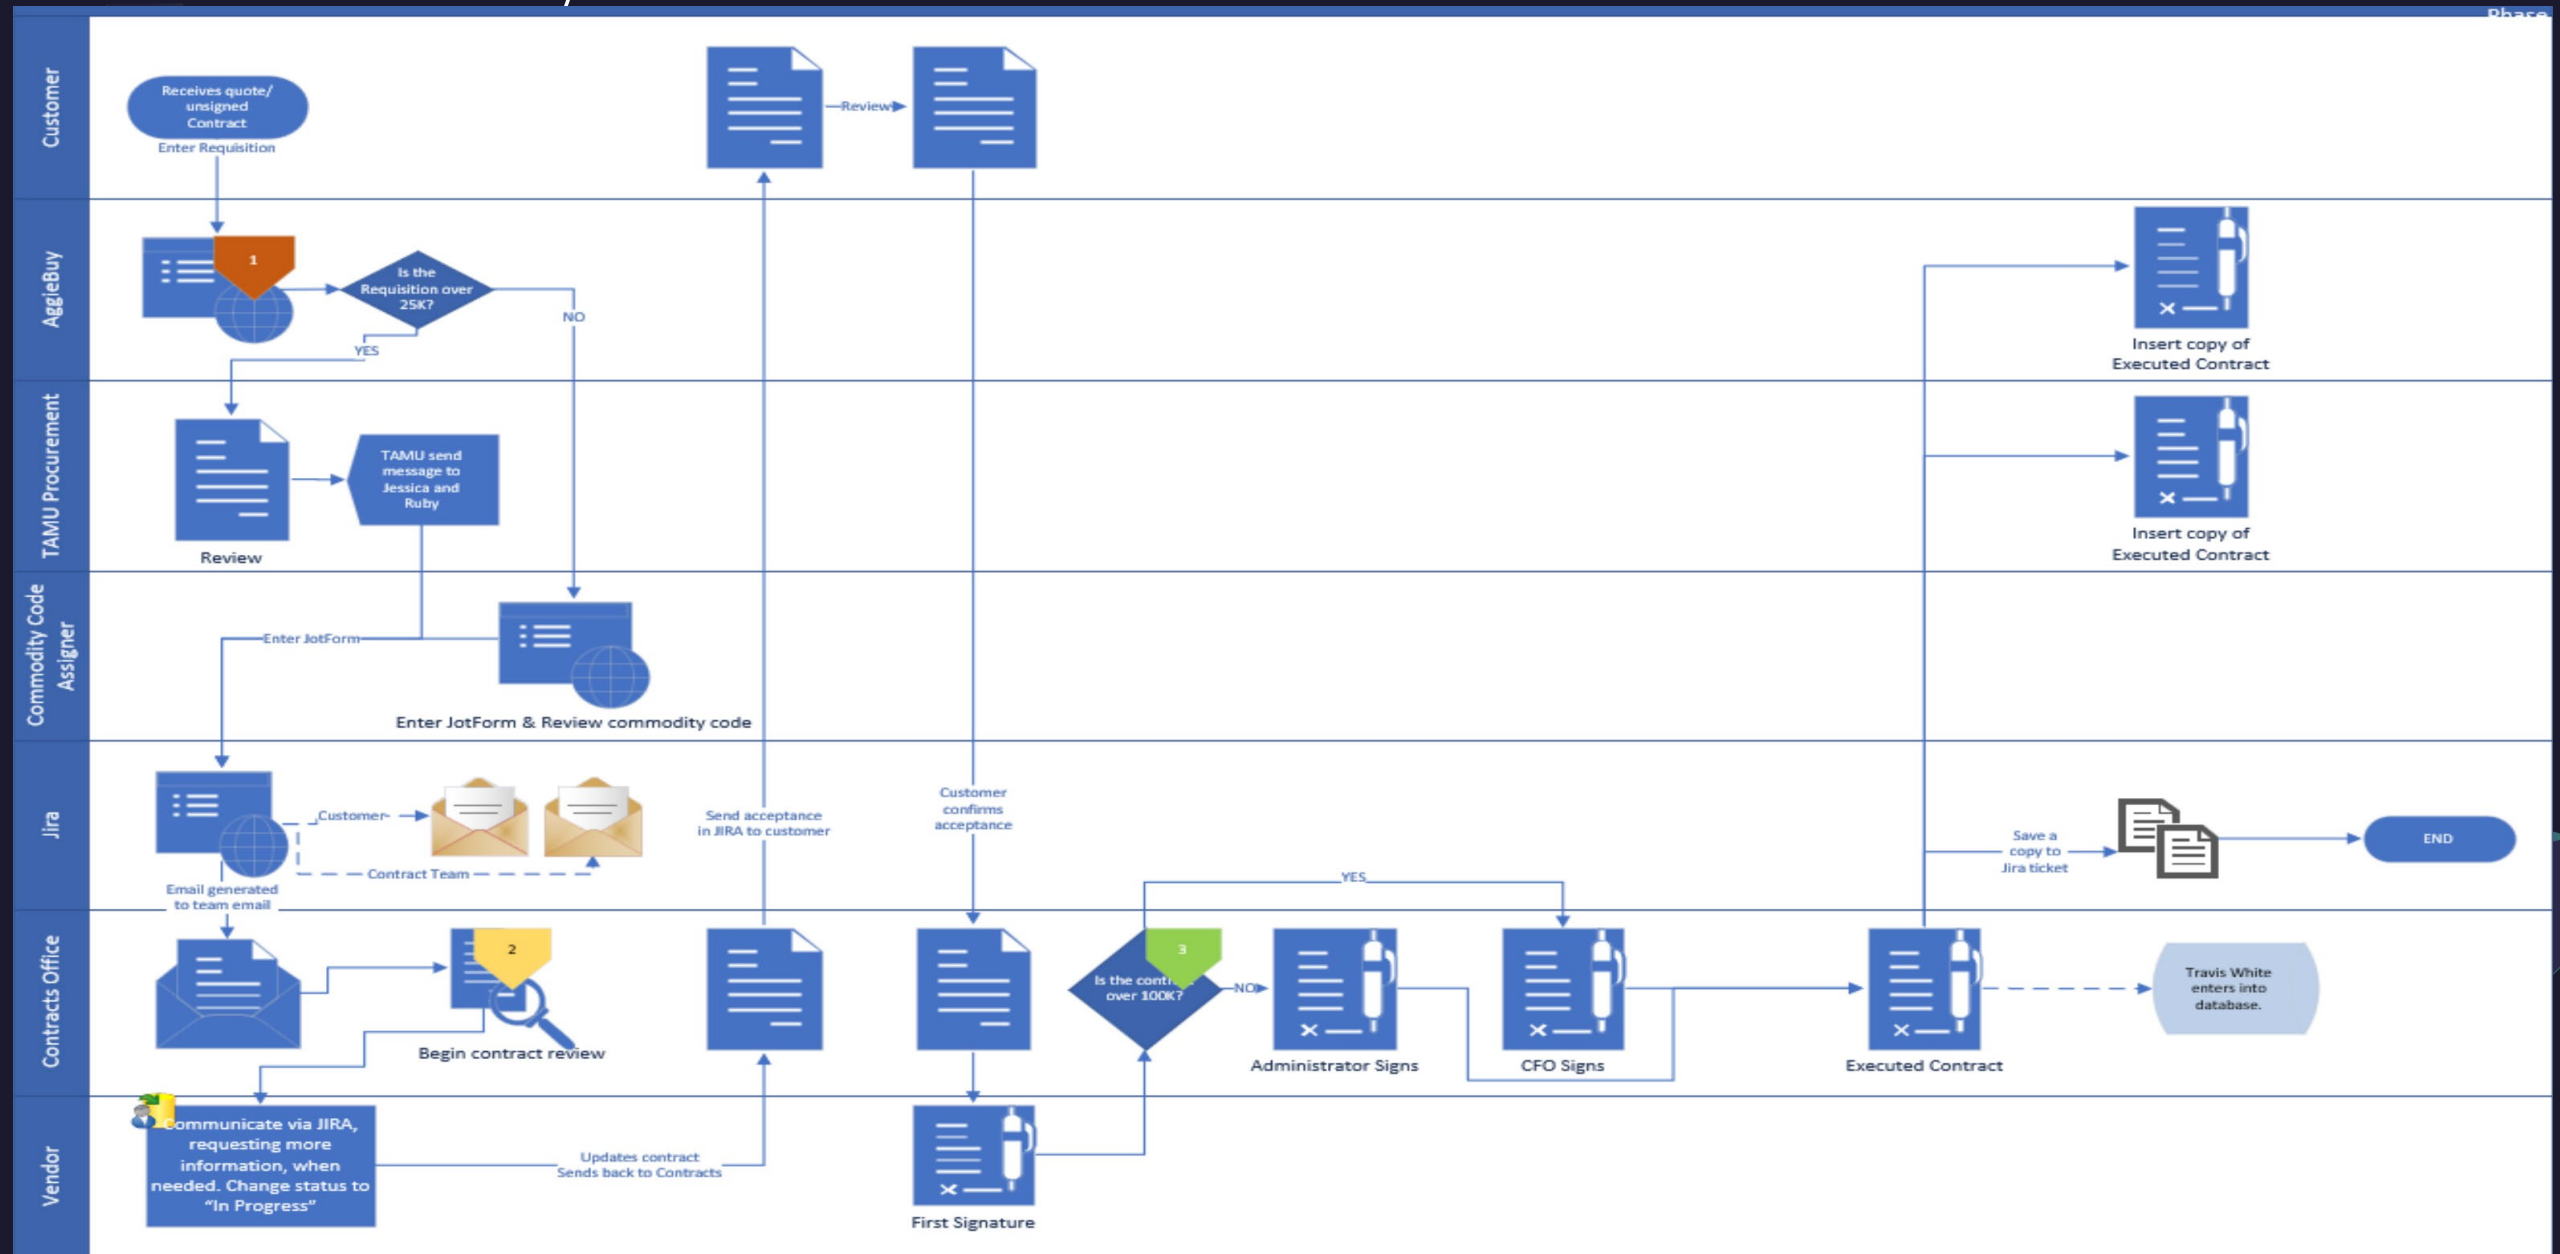 Phase
Customer
Receives quote/
unsigned
Contract
Enter Requisition
Review
AggieBuy
1
Is the
Requisition over
25K?
NO
YES
Insert copy of
Executed Contract
TAMU Procurement
Review
TAMU send
message to
Jessica and
Ruby
Insert copy of
Executed Contract
Commodity Code
Assigner
Enter JotForm
Enter JotForm & Review commodity code
Jira
Customer
Contract Team
Email generated
to team email
Send acceptance
in JIRA to customer
Customer
confirms
acceptance
YES
Save a
copy to
Jira ticket
END
Contracts Office
2
Begin contract review
3
Is the
over 100K?
NO
Administrator Signs
CFO Signs
Executed Contract
Travis White
enters into
database.
Vendor
ommunicate via JIRA,
requesting more
information, when
needed. Change status to
“In Progress”
Updates contract
Sends back to Contracts
First Signature